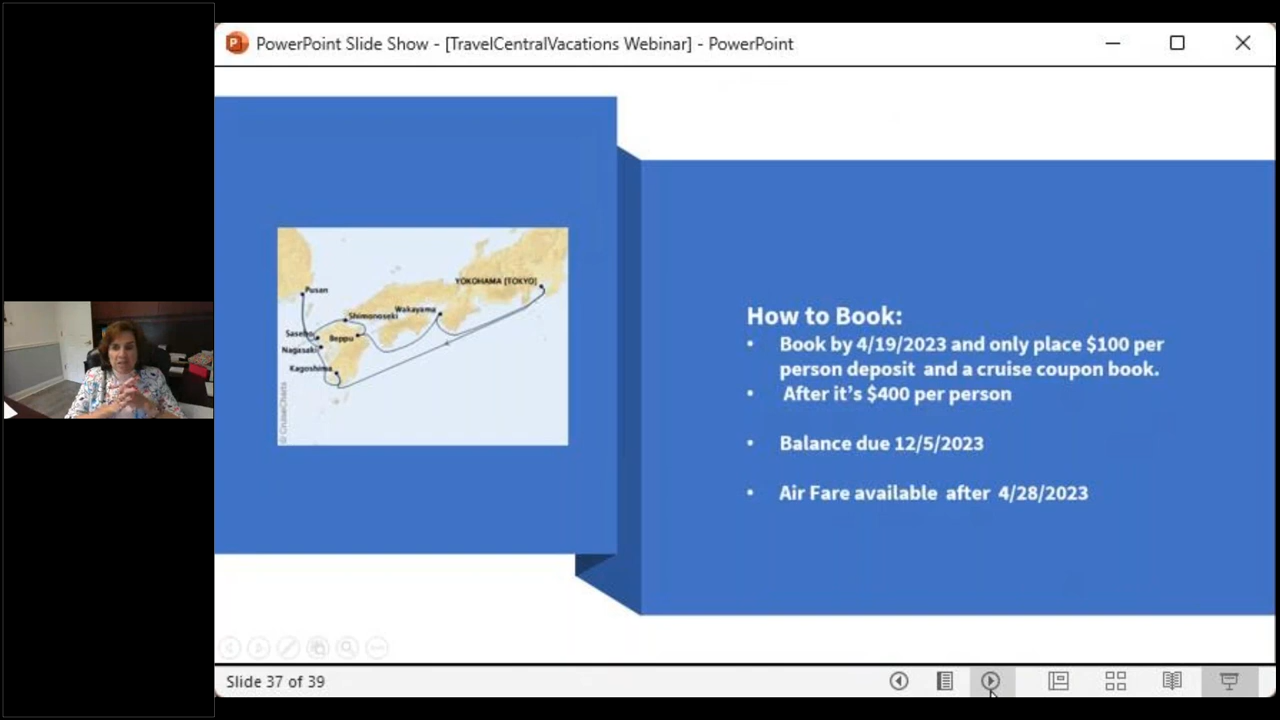 PowerPoint Slide Show - [TravelCentralVacations Webinar] - PowerPoint
YOKOHAMA [TOKYO]
Pusan
Wakayama
Shimonoseki
Sasebo
Beppu
Nagasaki
Kagoshima
© CruiseChatts
How to Book:
• Book by 4/19/2023 and only place $100 per
person deposit and a cruise coupon book.
• After it’s $400 per person
• Balance due 12/5/2023
• Air Fare available after 4/28/2023
Slide 37 of 39